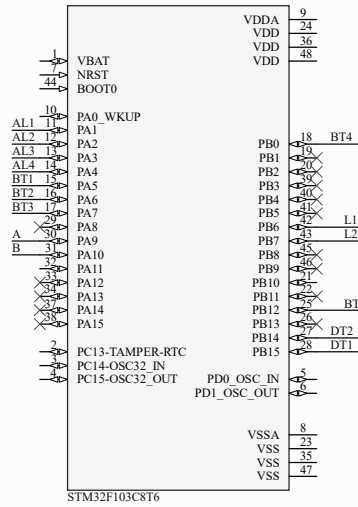 9
VDDA
24
VDD
36
VDD
48
VDD
1 VBAT
7 NRST
44 BOOT0
10 PA0_WKUP
AL1 11 PA1
AL2 12 PA2
AL3 13 PA3
AL4 14 PA4
BT1 15 PA5
BT2 16 PA6
BT3 17 PA7
29 PA8
A 30 PA9
B 31 PA10
32 PA11
33 PA12
34 PA13
37 PA14
38 PA15
2 PC13-TAMPER-RTC
3 PC14-OSC32_IN
4 PC15-OSC32_OUT
PB0 18 BT4
PB1 19
PB2 20
PB3 39
PB4 40
PB5 41
PB6 42 L1
PB7 43 L2
PB8 45
PB9 46
PB10 21
PB11 22
PB12 25 BT
PB13 26
PB14 27 DT2
PB15 28 DT1
PD0_OSC_IN 5
PD1_OSC_OUT 6
VSSA 8
VSS 23
VSS 35
VSS 47
STM32F103C8T6